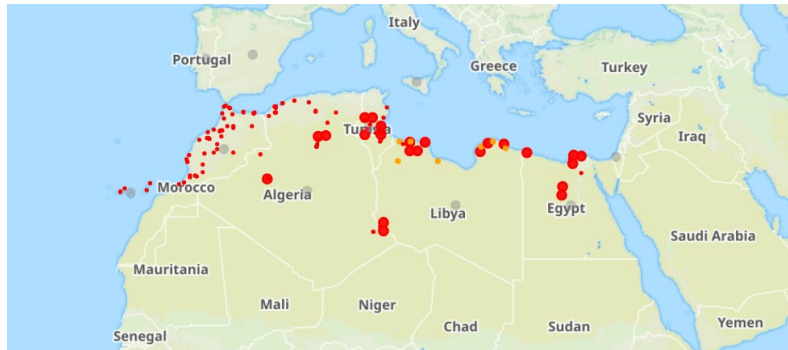 Italy
Portugal
Greece
Turkey
Syria
Iraq
Tunisia
Morocco
Algeria
Libya
Egypt
Saudi Arabia
Mauritania
Mali
Niger
Chad
Sudan
Yemen
Senegal